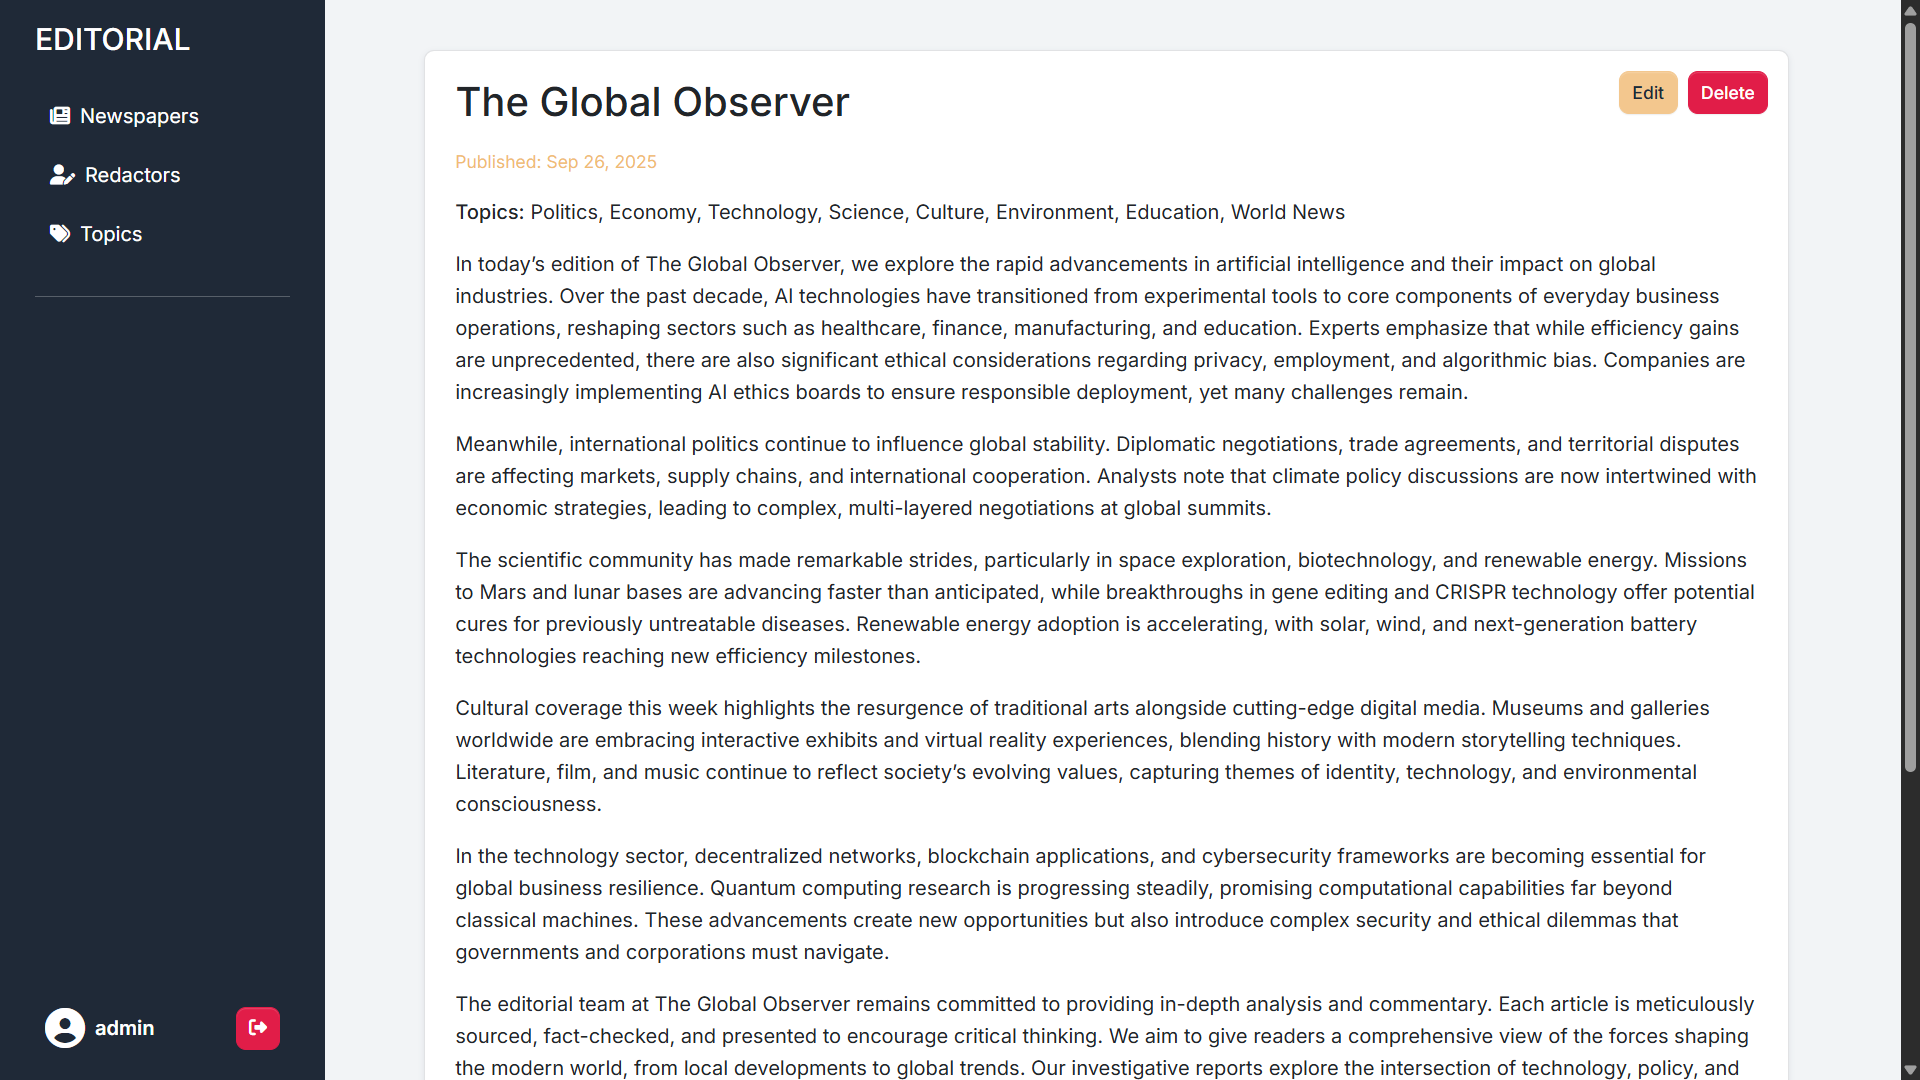 EDITORIAL
Newspapers
Redactors
Topics
admin
The Global Observer
Edit
Delete
Published: Sep 26, 2025
Topics: Politics, Economy, Technology, Science, Culture, Environment, Education, World News
In today’s edition of The Global Observer, we explore the rapid advancements in artificial intelligence and their impact on global
industries. Over the past decade, AI technologies have transitioned from experimental tools to core components of everyday business
operations, reshaping sectors such as healthcare, finance, manufacturing, and education. Experts emphasize that while efficiency gains
are unprecedented, there are also significant ethical considerations regarding privacy, employment, and algorithmic bias. Companies are
increasingly implementing AI ethics boards to ensure responsible deployment, yet many challenges remain.
Meanwhile, international politics continue to influence global stability. Diplomatic negotiations, trade agreements, and territorial disputes
are affecting markets, supply chains, and international cooperation. Analysts note that climate policy discussions are now intertwined with
economic strategies, leading to complex, multi-layered negotiations at global summits.
The scientific community has made remarkable strides, particularly in space exploration, biotechnology, and renewable energy. Missions
to Mars and lunar bases are advancing faster than anticipated, while breakthroughs in gene editing and CRISPR technology offer potential
cures for previously untreatable diseases. Renewable energy adoption is accelerating, with solar, wind, and next-generation battery
technologies reaching new efficiency milestones.
Cultural coverage this week highlights the resurgence of traditional arts alongside cutting-edge digital media. Museums and galleries
worldwide are embracing interactive exhibits and virtual reality experiences, blending history with modern storytelling techniques.
Literature, film, and music continue to reflect society’s evolving values, capturing themes of identity, technology, and environmental
consciousness.
In the technology sector, decentralized networks, blockchain applications, and cybersecurity frameworks are becoming essential for
global business resilience. Quantum computing research is progressing steadily, promising computational capabilities far beyond
classical machines. These advancements create new opportunities but also introduce complex security and ethical dilemmas that
governments and corporations must navigate.
The editorial team at The Global Observer remains committed to providing in-depth analysis and commentary. Each article is meticulously
sourced, fact-checked, and presented to encourage critical thinking. We aim to give readers a comprehensive view of the forces shaping
the modern world, from local developments to global trends. Our investigative reports explore the intersection of technology, policy, and